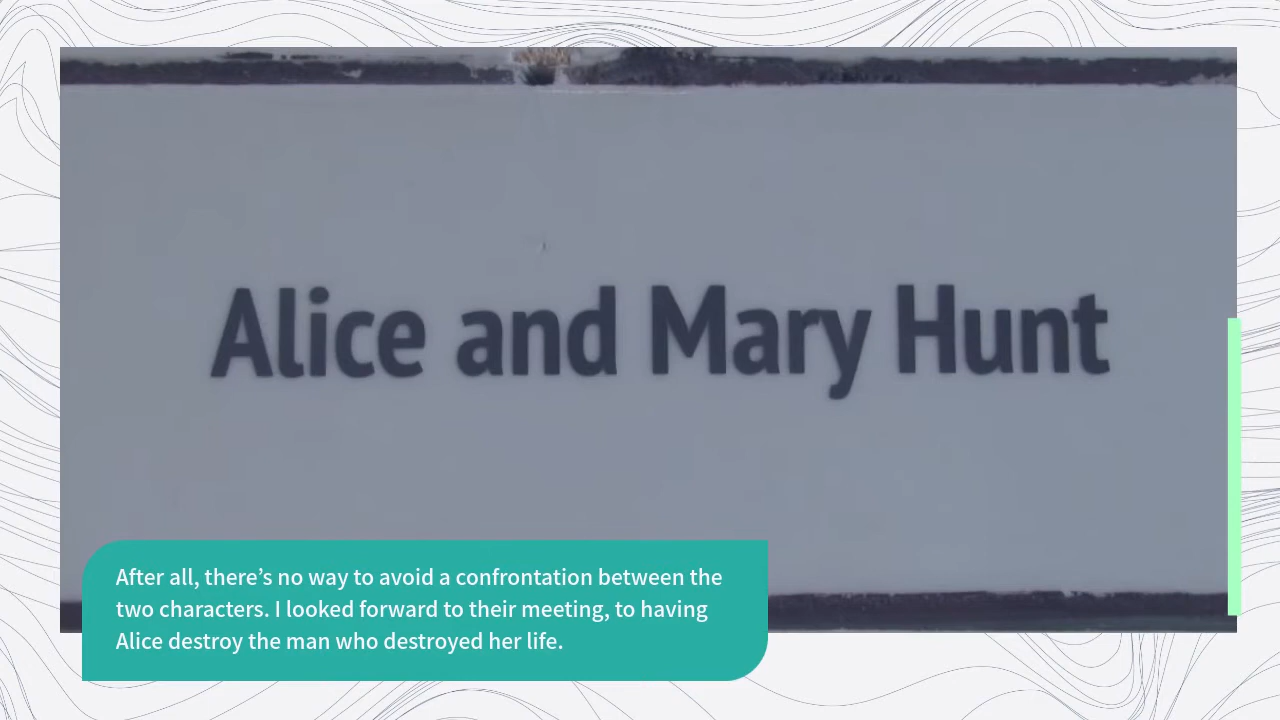 Alice and Mary Hunt
After all, there’s no way to avoid a confrontation between the
two characters. I looked forward to their meeting, to having
Alice destroy the man who destroyed her life.